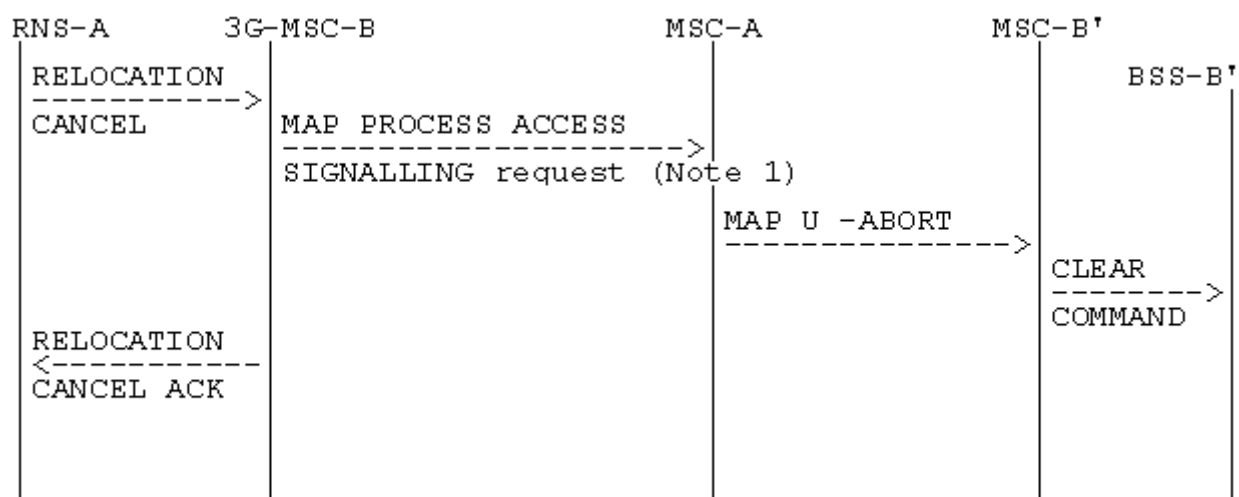 RNS-A 3G-MSC-B MSC-A MSC-B'
RELOCATION BSS-B'
CANCEL MAP PROCESS ACCESS
SIGNALLING request (Note 1)
MAP U -ABORT
CLEAR
COMMAND
RELOCATION
CANCEL ACK